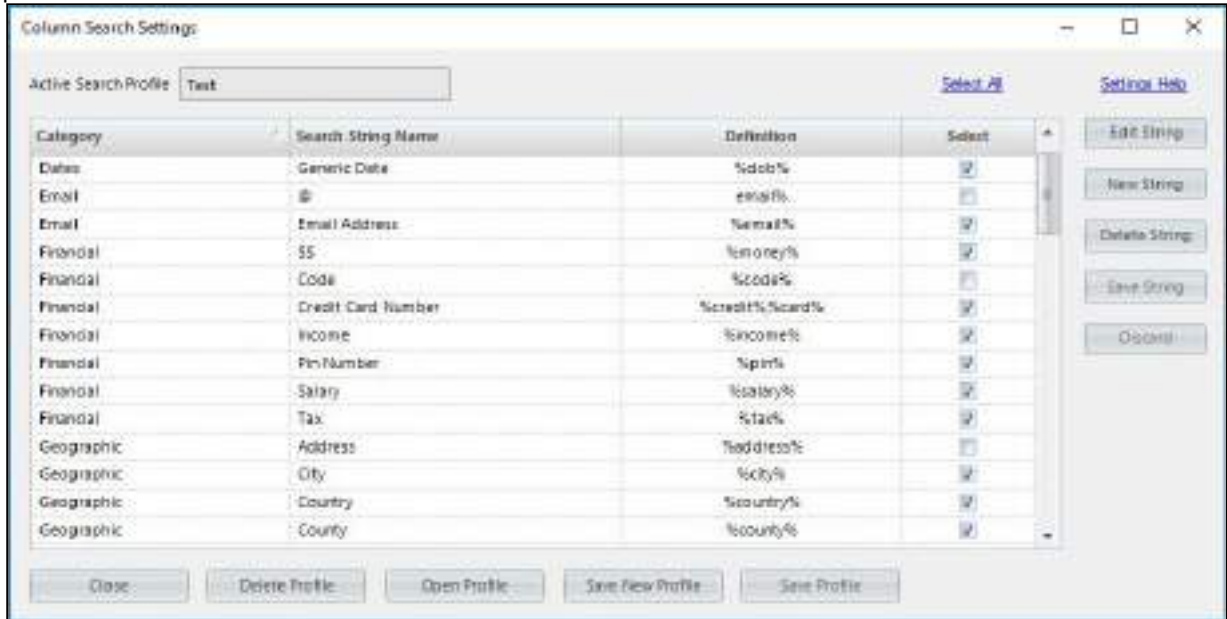 Column Search Settings
Active Search Profile Test Select All Settings Help
Category Search String Name Definition Select Edit String
Dates Generic Date %dob%
Email @ email% New String
Email Email Address %email%
Financial $$ %money% Delete String
Financial Code %code%
Financial Credit Card Number %credit%,%card% Save String
Financial Income %income% Discard
Financial Pin Number %pin%
Financial Salary %salary%
Financial Tax %tax%
Geographic Address %address%
Geographic City %city%
Geographic Country %country%
Geographic County %county%
Close Delete Profile Open Profile Save New Profile Save Profile